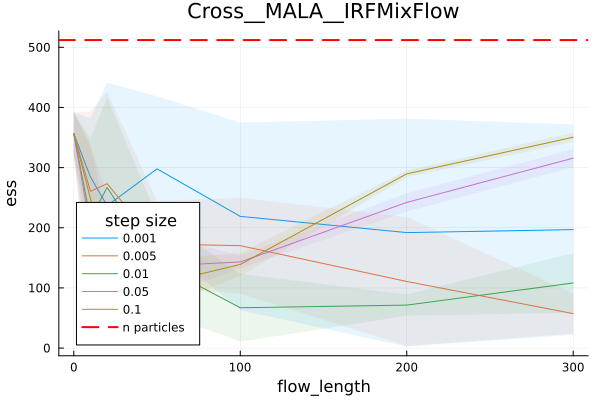 Cross__MALA__IRFMixFlow
500
400
300
200
100
0
ess
step size
0.001
0.005
0.01
0.05
0.1
n particles
0 100 200 300
flow_length